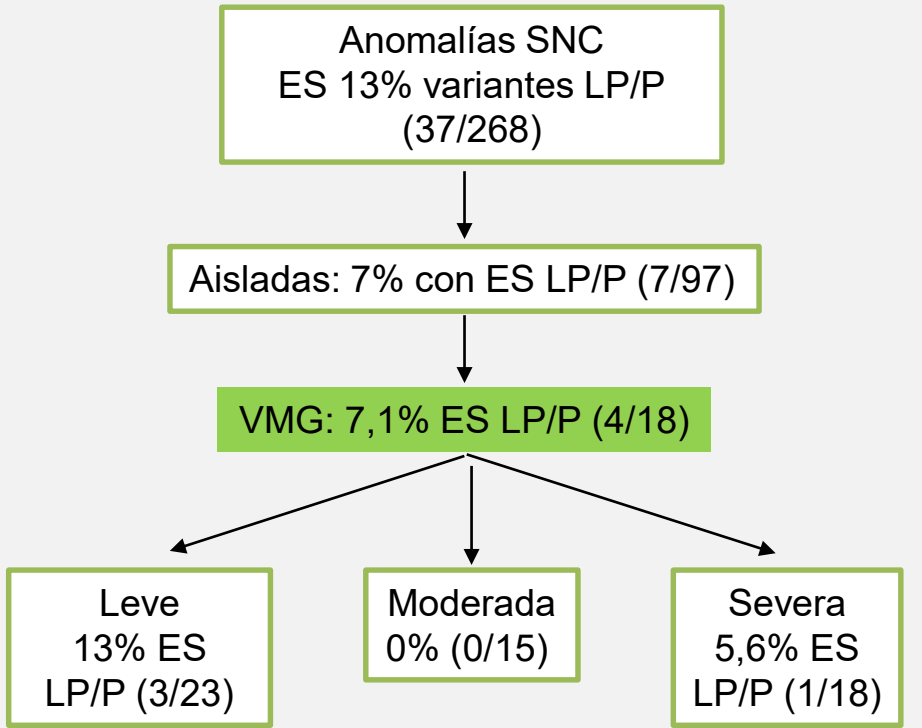 Anomalías SNC
ES 13% variantes LP/P
(37/268)
Aisladas: 7% con ES LP/P (7/97)
VMG: 7,1% ES LP/P (4/18)
Leve
13% ES
LP/P (3/23)
Moderada
0% (0/15)
Severa
5,6% ES
LP/P (1/18)